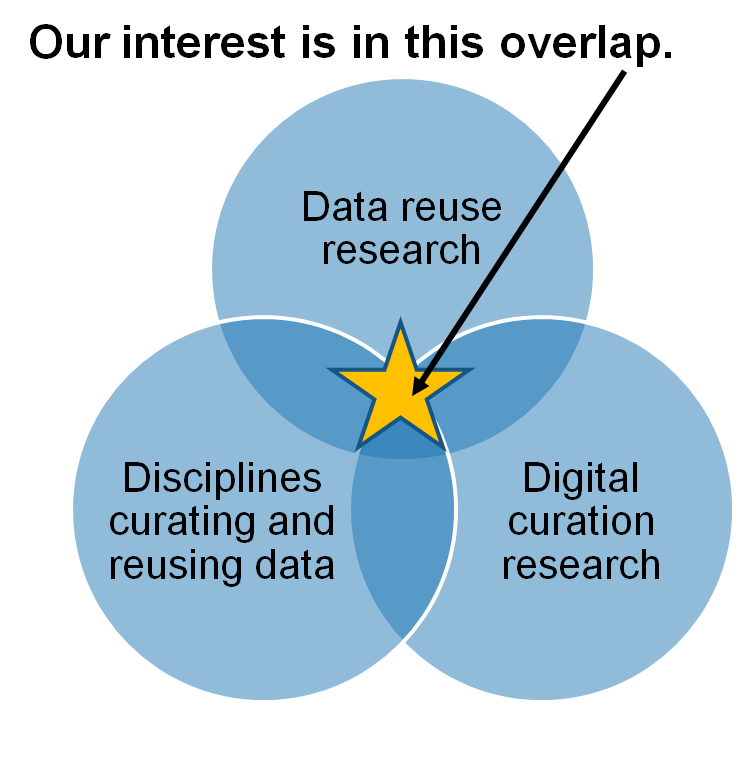 Our interest is in this overlap.
Data reuse
research
Disciplines
curating and
reusing data
Digital
curation
research